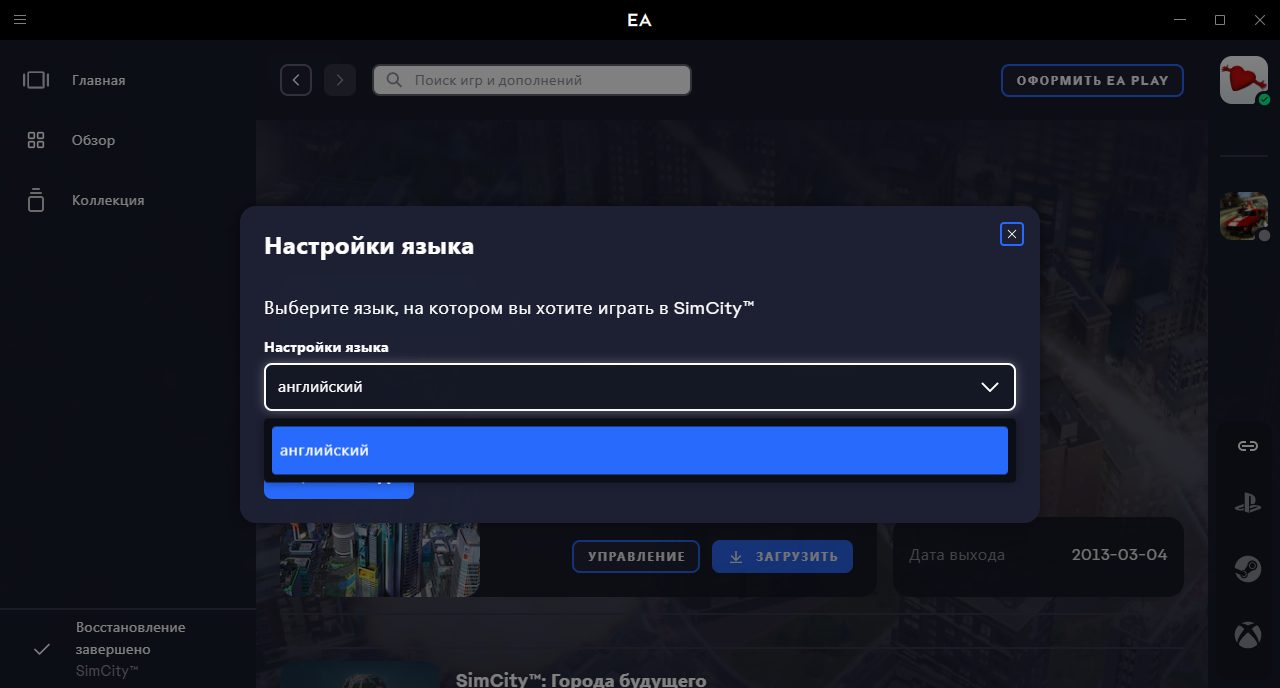 EA
Главная
Поиск игр и дополнений
ОФОРМИТЬ EA PLAY
Обзор
Коллекция
Настройки языка
Выберите язык, на котором вы хотите играть в SimCity™
Настройки языка
английский
английский
УПРАВЛЕНИЕ
ЗАГРУЗИТЬ
Дата выхода
2013-03-04
Восстановление
завершено
SimCity™
SimCity™: Города будущего